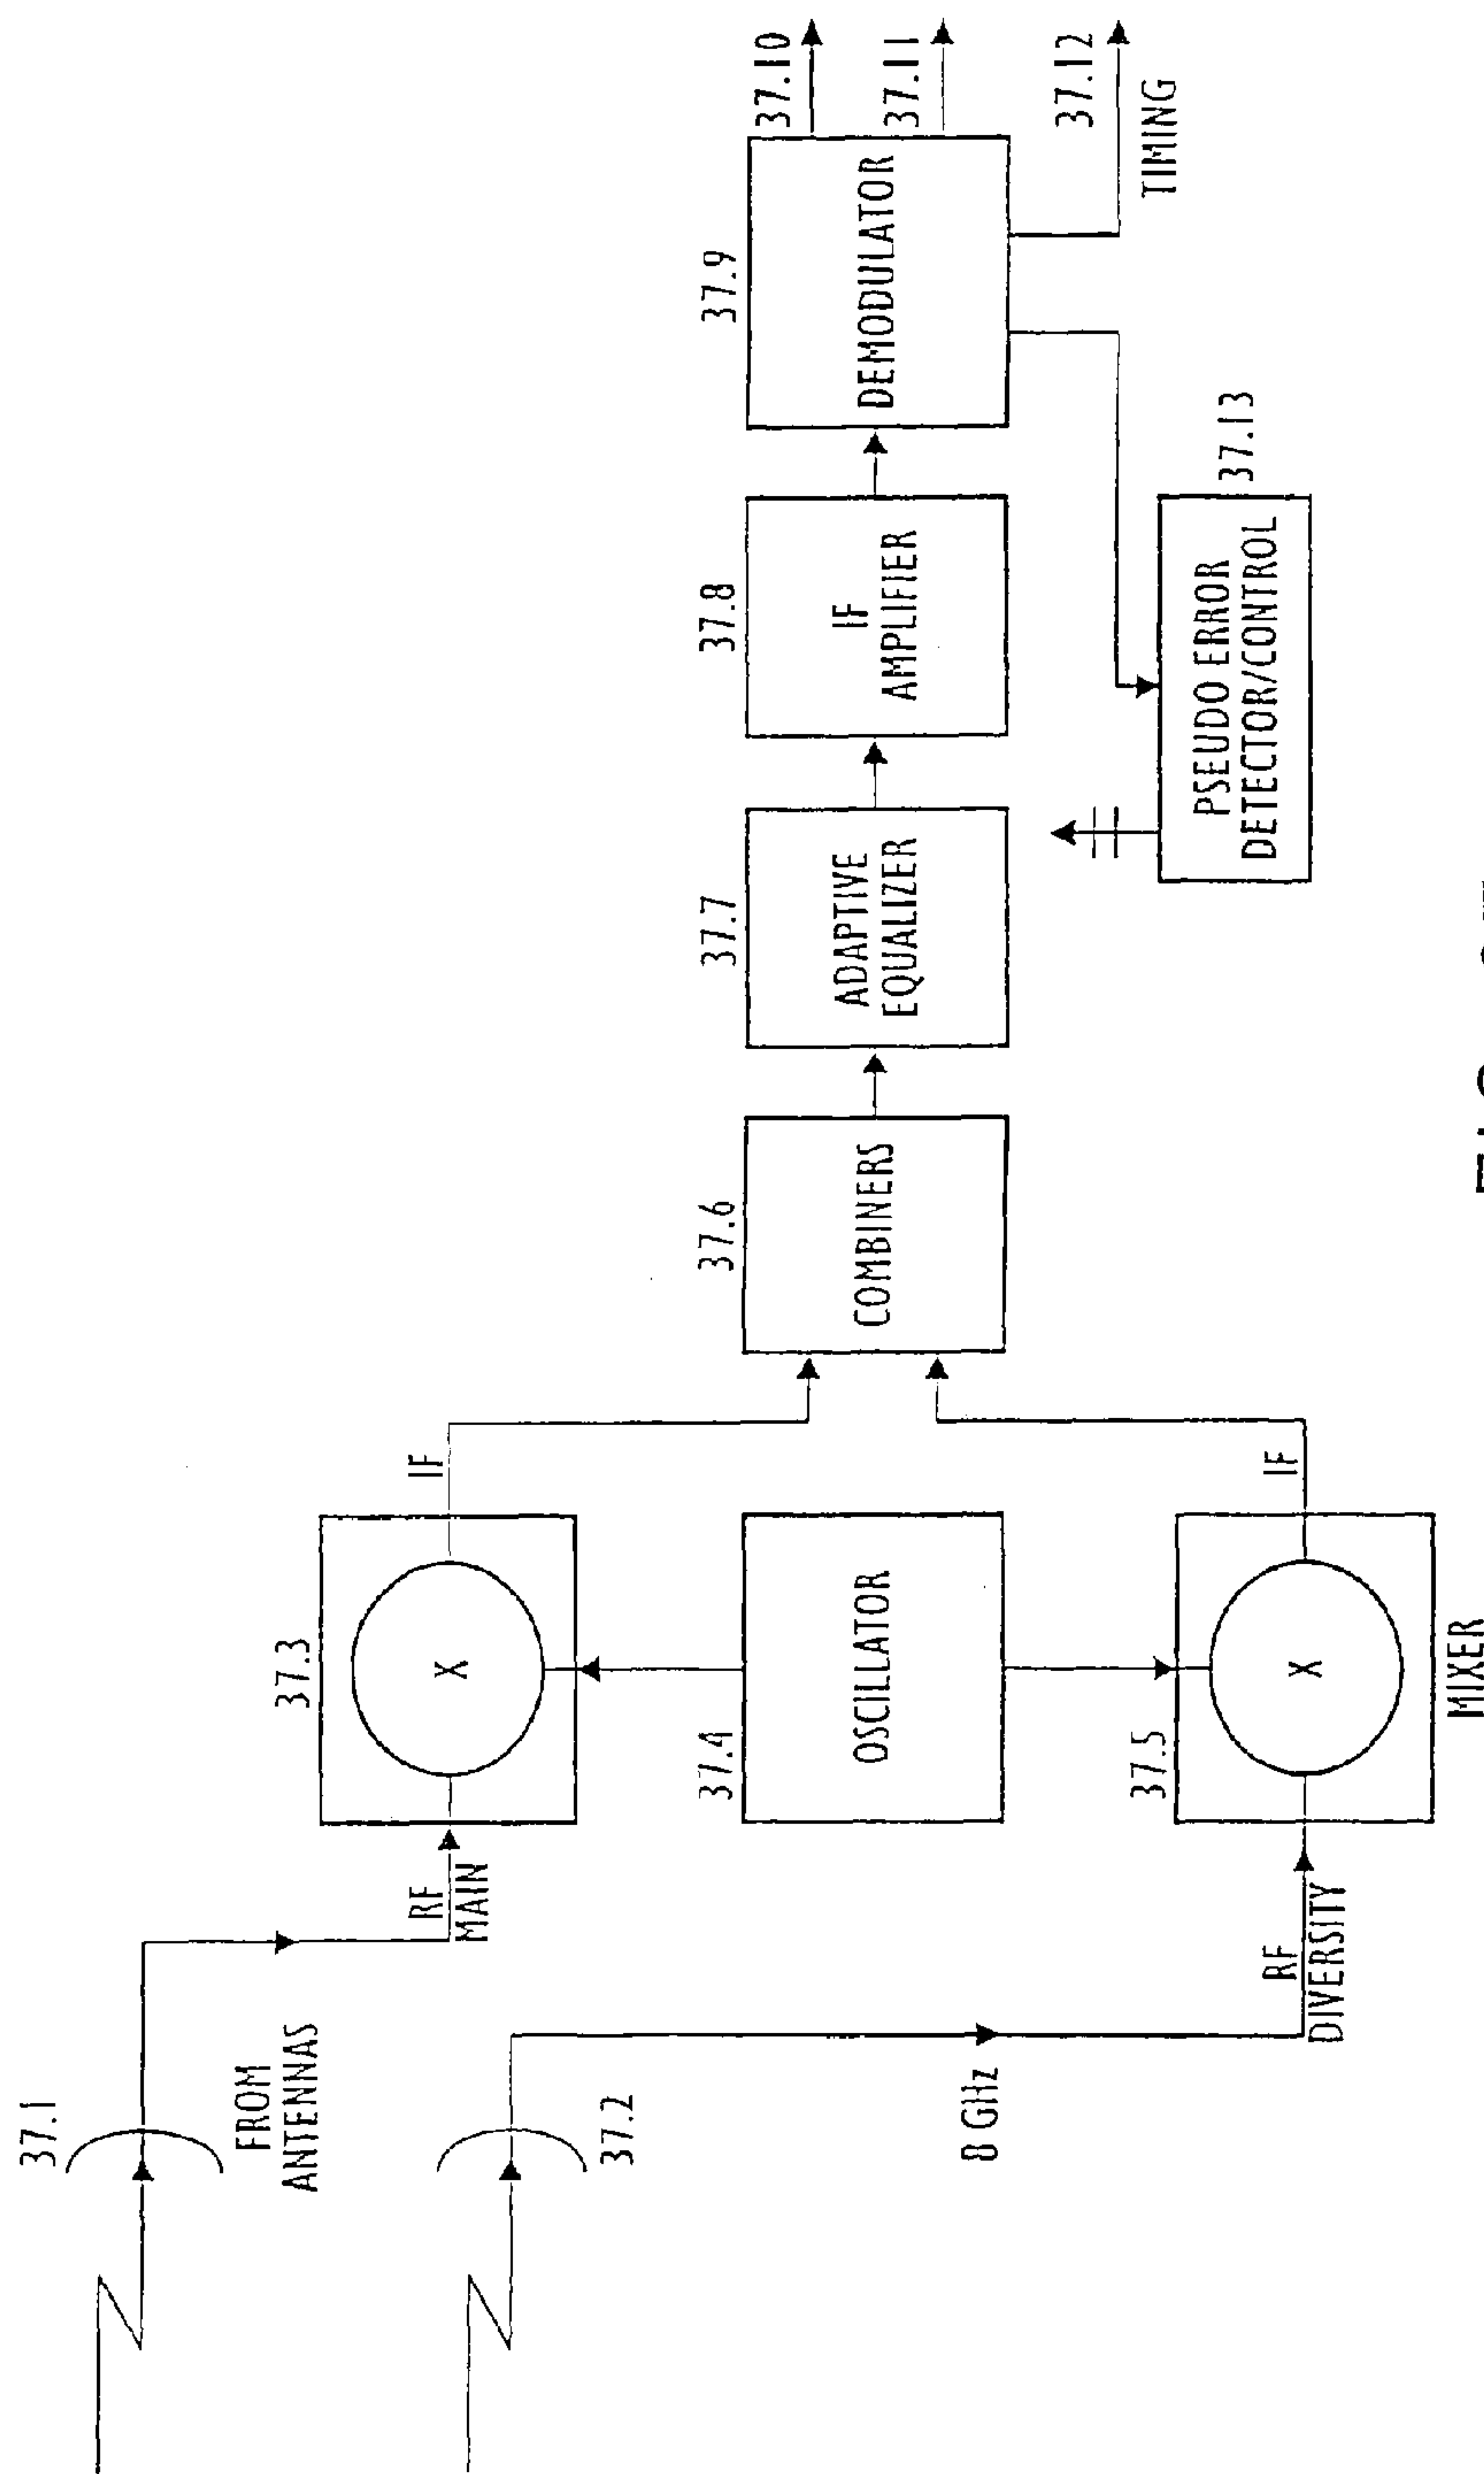 37.1
FROM
ANTENNAS
37.2
8 GHz
RF
MAIN
RF
DIVERSITY
37.3
X
IF
37.4
OSCILLATOR
37.5
X
IF
MIXER
37.6
COMBINERS
37.7
ADAPTIVE
EQUALIZER
37.8
IF
AMPLIFIER
37.9
DEMODULATOR
37.10
37.11
37.12
TIMING
PSEUDO ERROR
DETECTOR/CONTROL
37.13